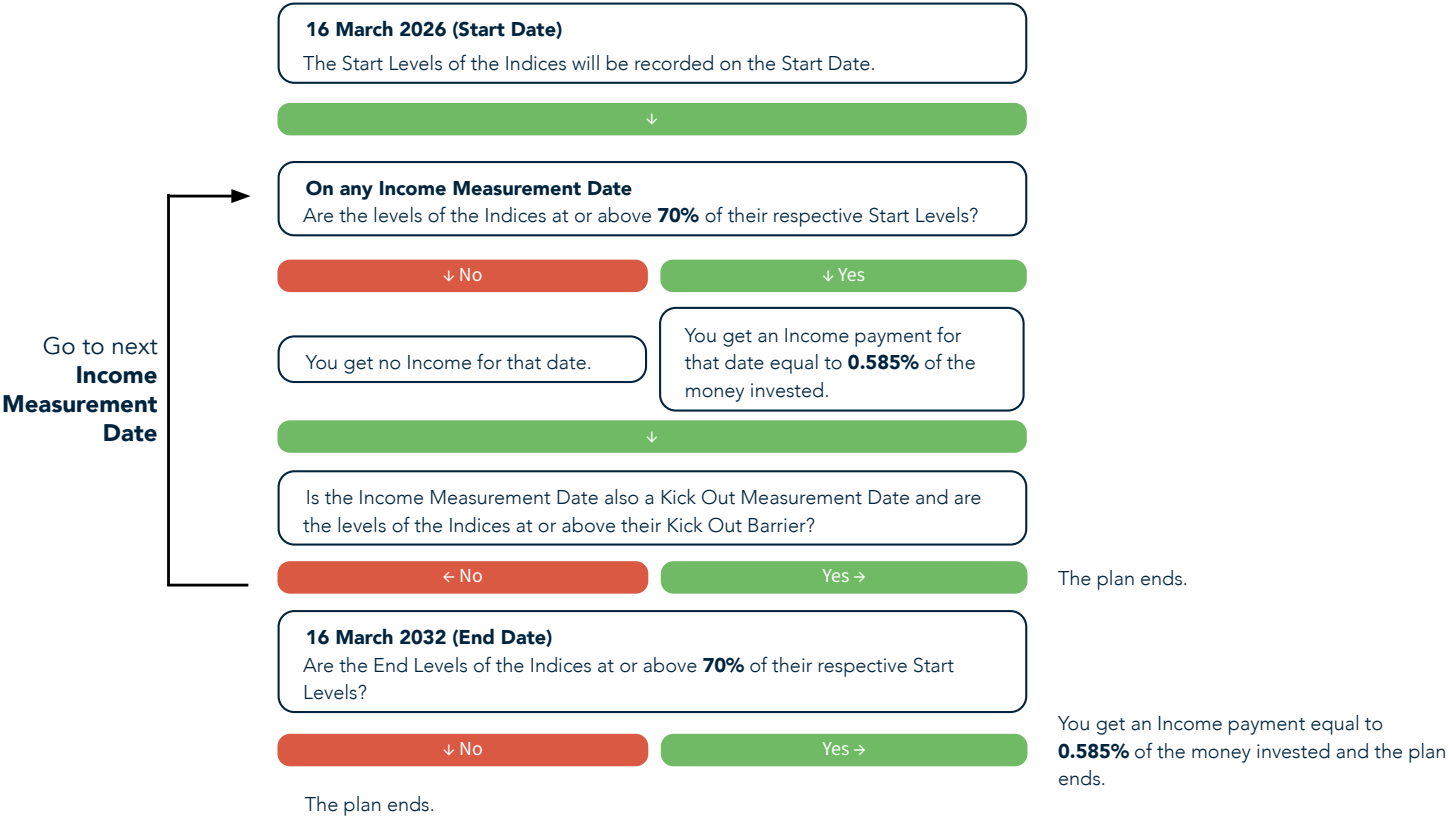 16 March 2026 (Start Date)
The Start Levels of the Indices will be recorded on the Start Date.
↓
On any Income Measurement Date
Are the levels of the Indices at or above 70% of their respective Start Levels?
↓ No
↓ Yes
You get no Income for that date.
You get an Income payment for
that date equal to 0.585% of the
money invested.
Go to next
Income
Measurement
Date
↓
Is the Income Measurement Date also a Kick Out Measurement Date and are
the levels of the Indices at or above their Kick Out Barrier?
← No
Yes →
The plan ends.
16 March 2032 (End Date)
Are the End Levels of the Indices at or above 70% of their respective Start
Levels?
↓ No
Yes →
You get an Income payment equal to
0.585% of the money invested and the plan
ends.
The plan ends.